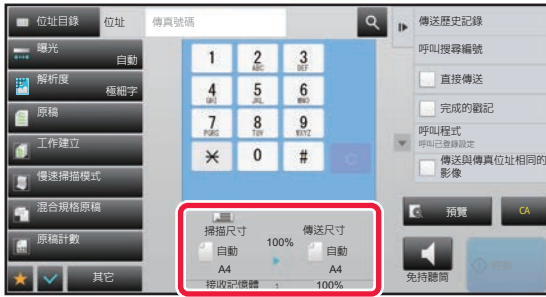 位址目錄
位址
傳真號碼
曝光
自動
解析度
極細字
原稿
工作建立
慢速掃描模式
混合規格原稿
原稿計數
其它
1
2
ABC
3
DEF
4
GHI
5
JKL
6
MNO
7
PQRS
8
TUV
9
WXYZ
0
#
C
掃描尺寸
自動
A4
100%
傳送尺寸
自動
A4
接收記憶體
1
100%
傳送歷史記錄
呼叫搜尋編號
直接傳送
完成的戳記
呼叫程式
呼叫已登錄設定
傳送與傳真位址相同的
影像
預覽
CA
免持聽筒